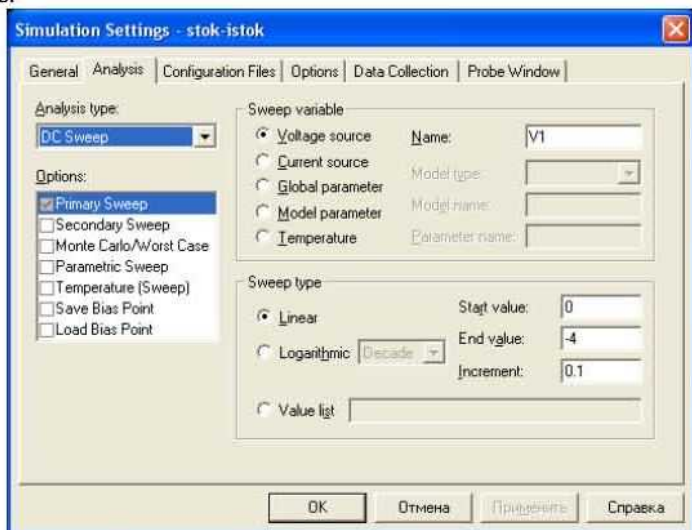 Simulation Settings - stok-istok
General Analysis Configuration Files Options Data Collection Probe Window
Analysis type:
DC Sweep
Options:
Primary Sweep
Secondary Sweep
Monte Carlo/Worst Case
Parametric Sweep
Temperature (Sweep)
Save Bias Point
Load Bias Point
Sweep variable
Voltage source
Current source
Global parameter
Model parameter
Temperature
Name: V1
Model type:
Model name:
Parameter name:
Sweep type
Linear
Logarithmic Decade
Value list
Start value: 0
End value: -4
Increment: 0.1
OK Отмена Применить Справка